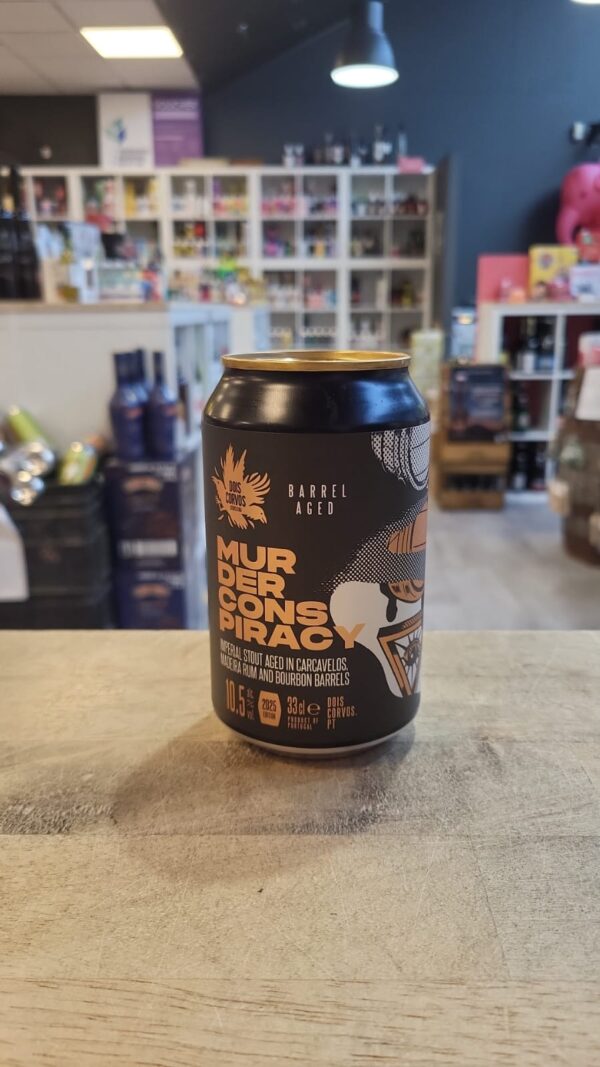 DOIS
CORVOS
BARREL
AGED
MUR
DER
CONS
PIRACY
IMPERIAL STOUT AGED IN CARCAVELOS,
MADEIRA RUM AND BOURBON BARRELS
10.5
2025
EDITION
33cl e
PRODUCT OF
PORTUGAL
DOIS
CORVOS.
PT